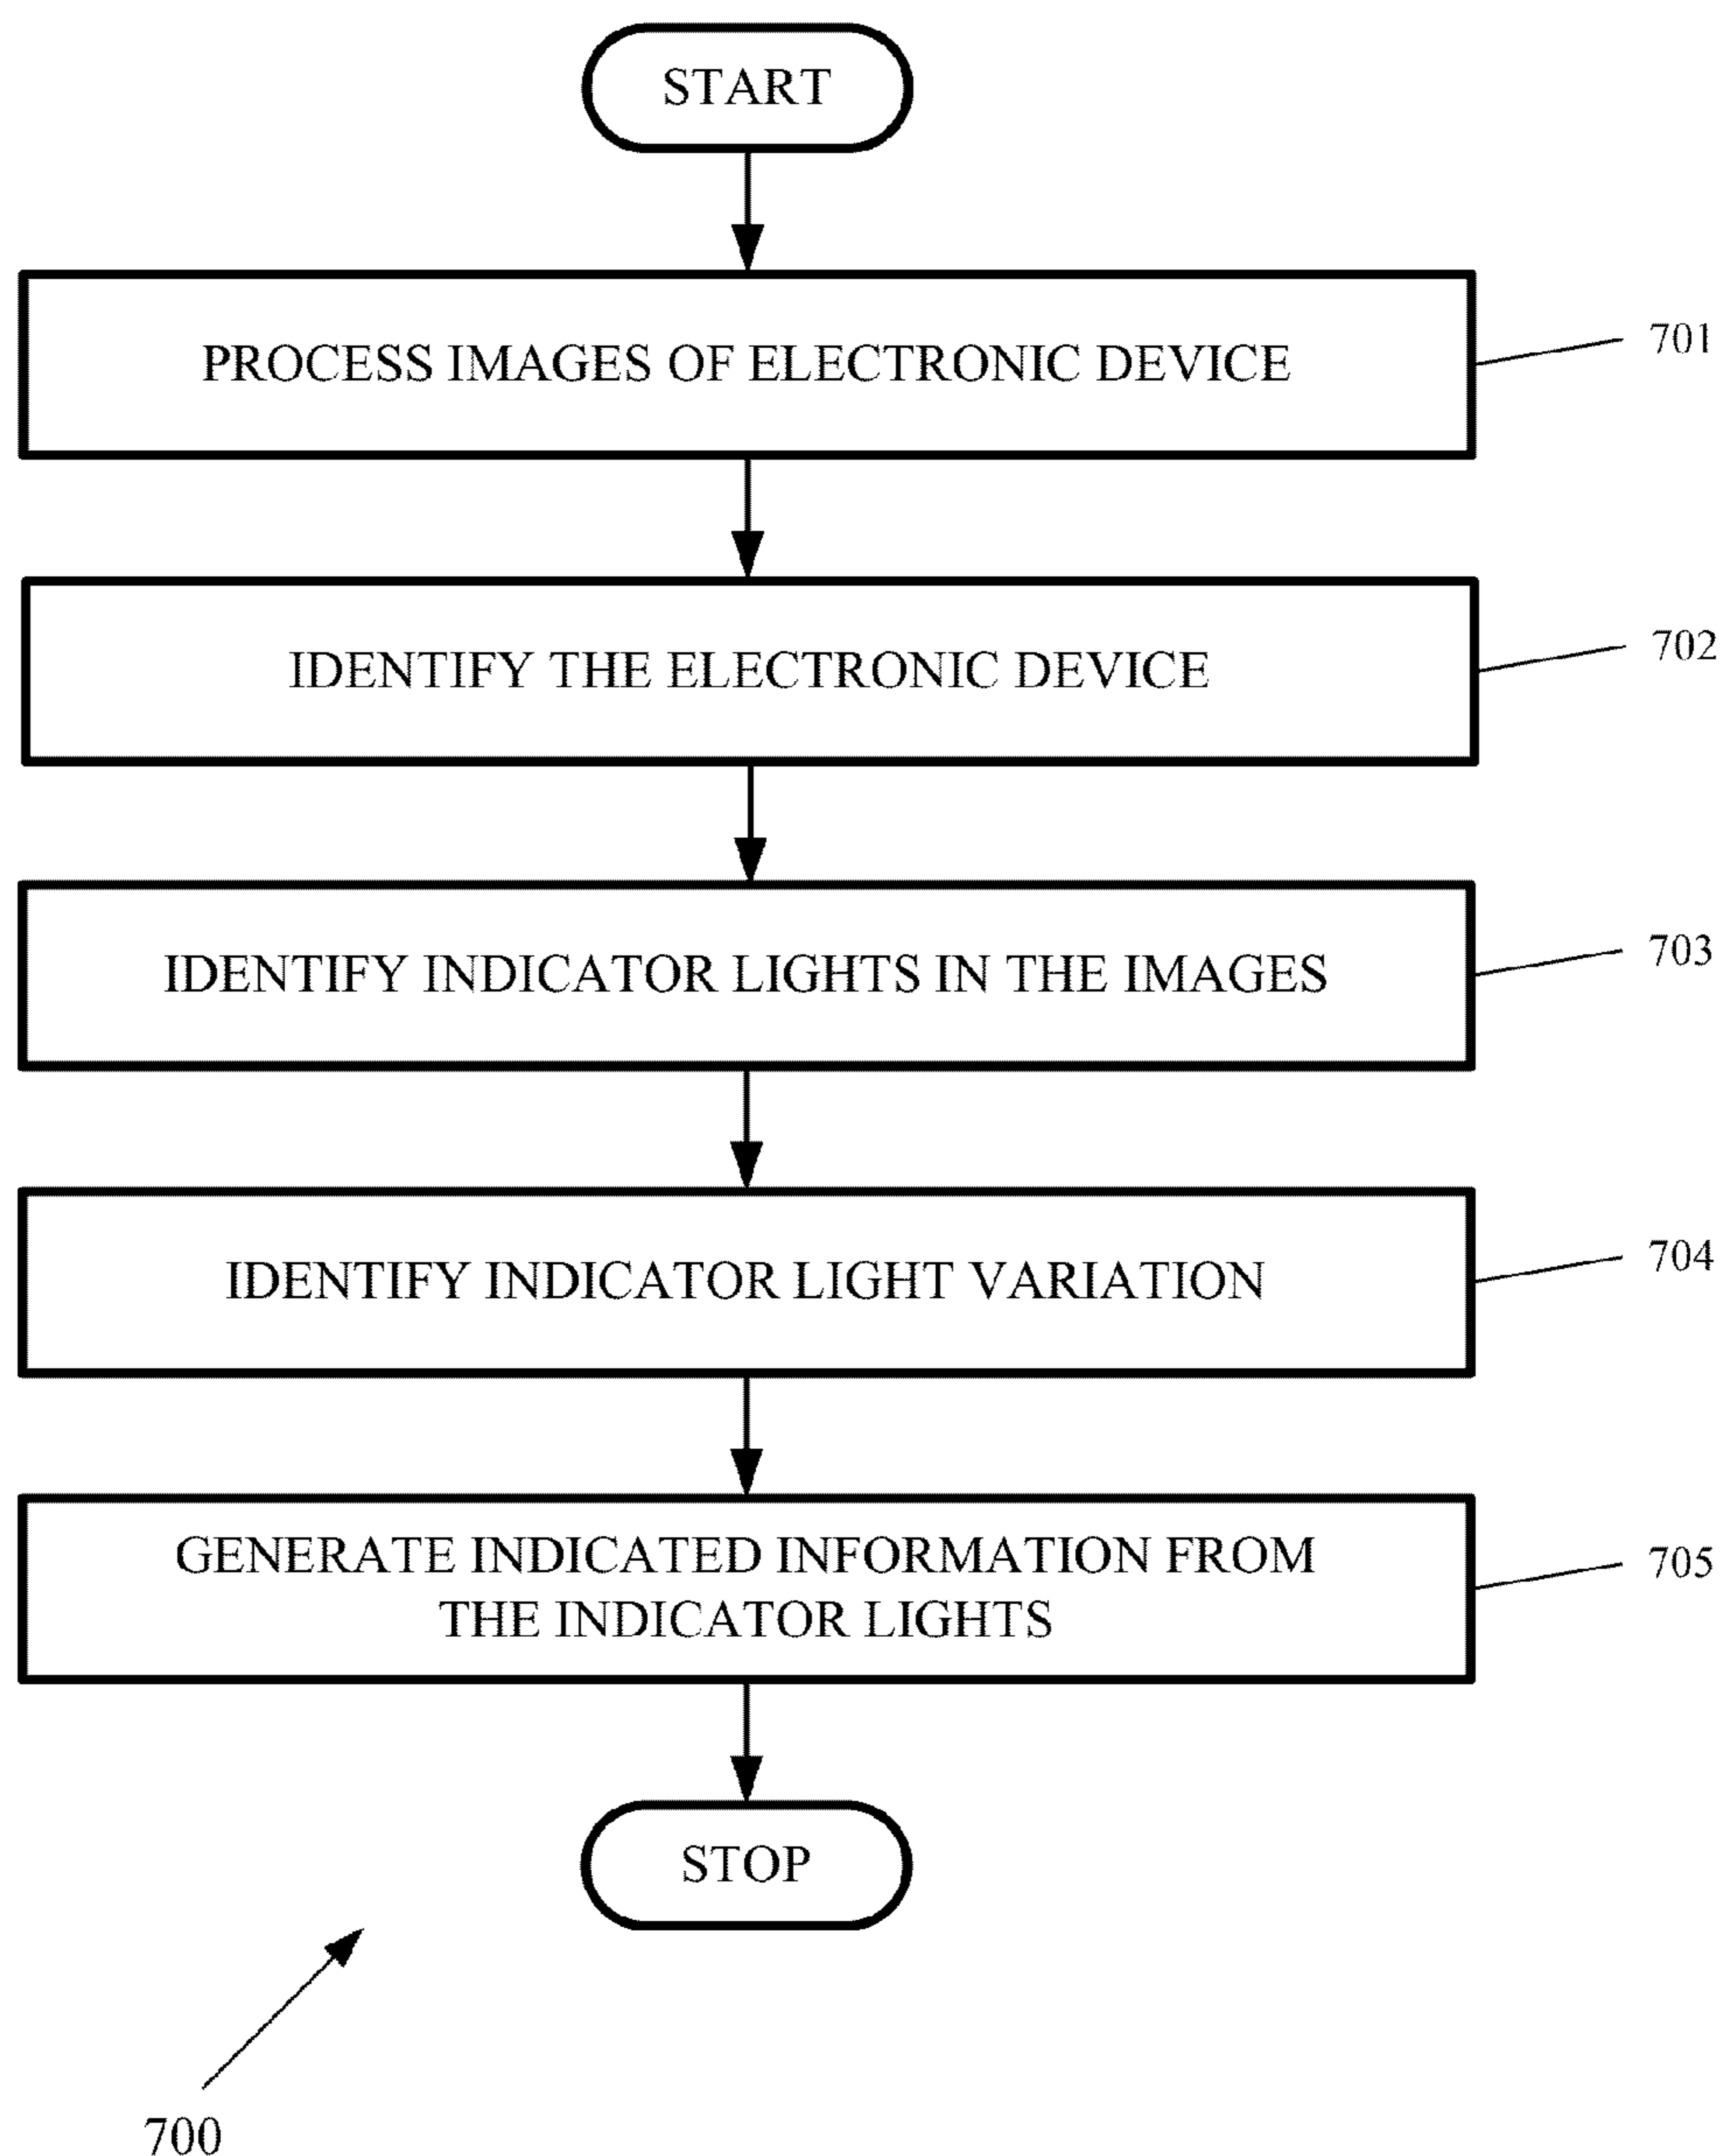 START
PROCESS IMAGES OF ELECTRONIC DEVICE
701
IDENTIFY THE ELECTRONIC DEVICE
702
IDENTIFY INDICATOR LIGHTS IN THE IMAGES
703
IDENTIFY INDICATOR LIGHT VARIATION
704
GENERATE INDICATED INFORMATION FROM
THE INDICATOR LIGHTS
705
STOP
700